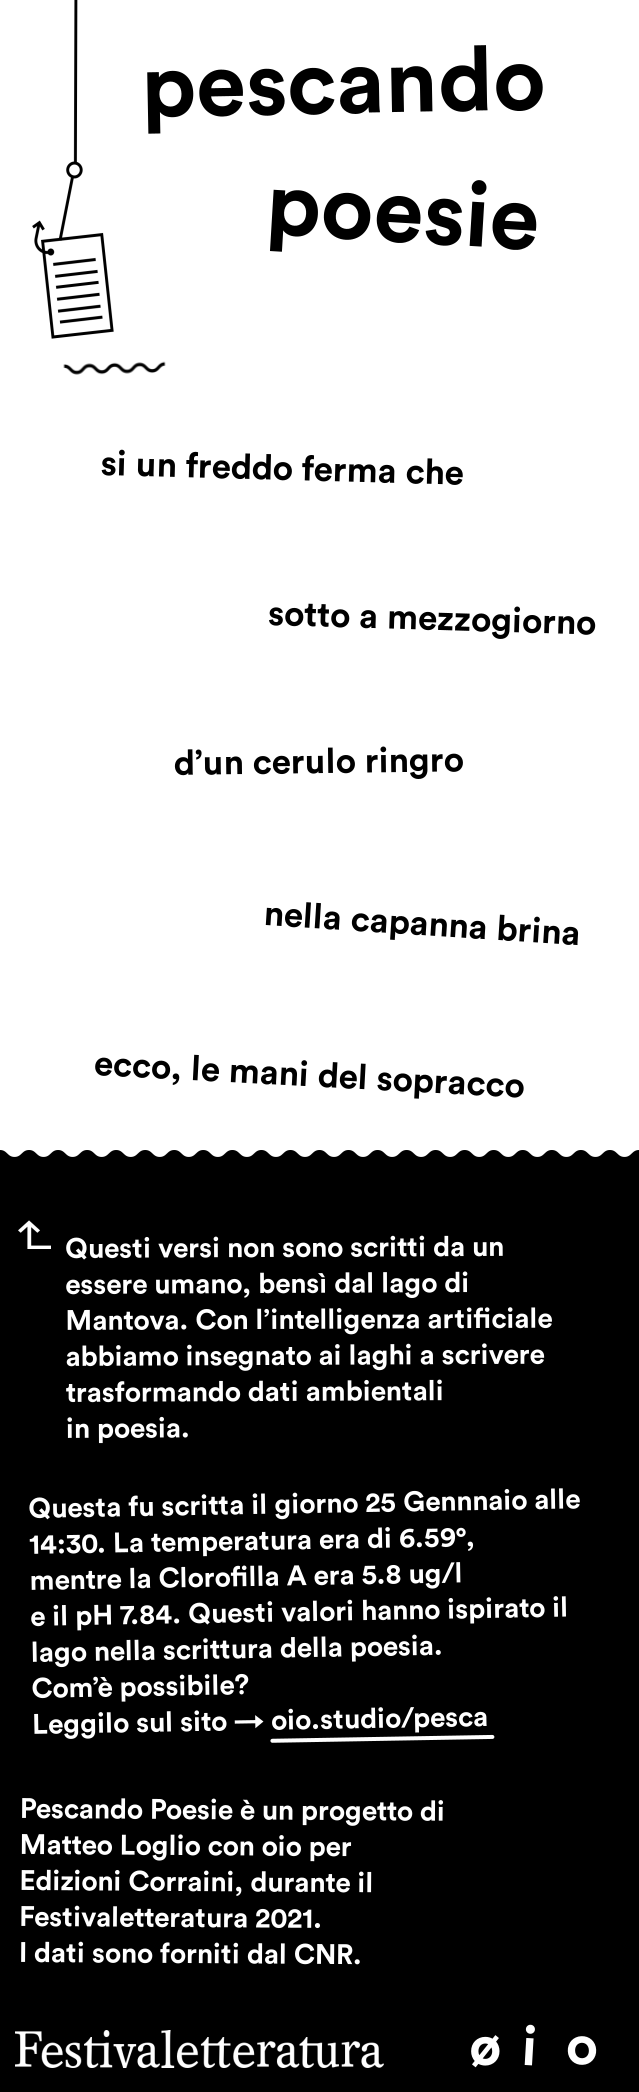 pescando
poesie
si un freddo ferma che
sotto a mezzogiorno
d’un cerulo ringro
nella capanna brina
ecco, le mani del sopracco
Questi versi non sono scritti da un
essere umano, bensì dal lago di
Mantova. Con l’intelligenza artificiale
abbiamo insegnato ai laghi a scrivere
trasformando dati ambientali
in poesia.
Questa fu scritta il giorno 25 Gennnaio alle
14:30. La temperatura era di 6.59°,
mentre la Clorofilla A era 5.8 ug/l
e il pH 7.84. Questi valori hanno ispirato il
lago nella scrittura della poesia.
Com’è possibile?
Leggilo sul sito → oio.studio/pesca
Pescando Poesie è un progetto di
Matteo Loglio con oio per
Edizioni Corraini, durante il
Festivaletteratura 2021.
I dati sono forniti dal CNR.
Festivaletteratura ø i o